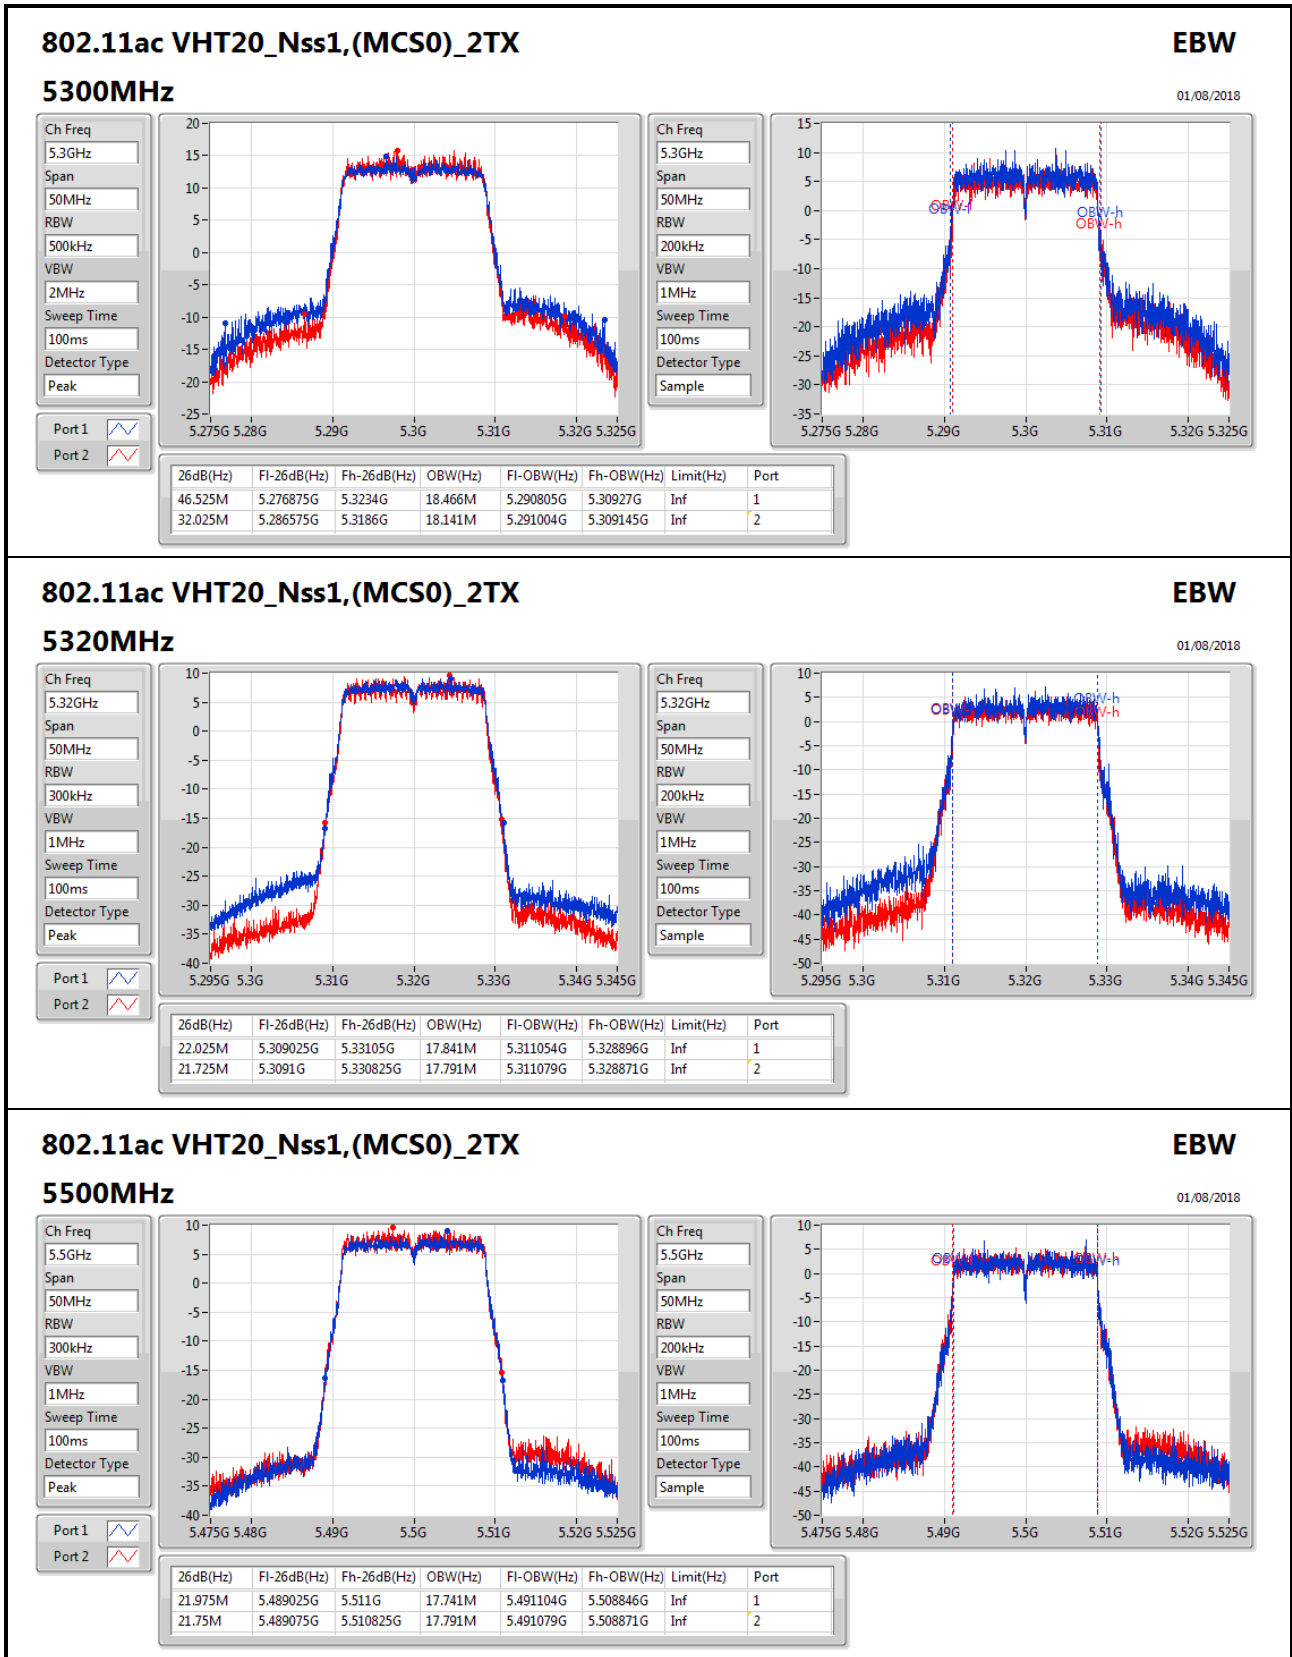 802.11ac VHT20_Nss1,(MCS0)_2TX
EBW
5300MHz
01/08/2018
Ch Freq
5.3GHz
Span
50MHz
RBW
500kHz
VBW
2MHz
Sweep Time
100ms
Detector Type
Peak
Port 1
Port 2
20
15
10
5
0
-5
-10
-15
-20
-25
5.275G 5.28G 5.29G 5.3G 5.31G 5.32G 5.325G
Ch Freq
5.3GHz
Span
50MHz
RBW
200kHz
VBW
1MHz
Sweep Time
100ms
Detector Type
Sample
15
10
5
0
-5
-10
-15
-20
-25
-30
-35
OBW-h
OBW-h
5.275G 5.28G 5.29G 5.3G 5.31G 5.32G 5.325G
26dB(Hz) Fl-26dB(Hz) Fh-26dB(Hz) OBW(Hz) Fl-OBW(Hz) Fh-OBW(Hz) Limit(Hz) Port
46.525M 5.276875G 5.3234G 18.466M 5.290805G 5.30927G Inf 1
32.025M 5.286575G 5.3186G 18.141M 5.291004G 5.309145G Inf 2
802.11ac VHT20_Nss1,(MCS0)_2TX
EBW
5320MHz
01/08/2018
Ch Freq
5.32GHz
Span
50MHz
RBW
300kHz
VBW
1MHz
Sweep Time
100ms
Detector Type
Peak
Port 1
Port 2
10
5
0
-5
-10
-15
-20
-25
-30
-35
-40
5.295G 5.3G 5.31G 5.32G 5.33G 5.34G 5.345G
Ch Freq
5.32GHz
Span
50MHz
RBW
200kHz
VBW
1MHz
Sweep Time
100ms
Detector Type
Sample
10
5
0
-5
-10
-15
-20
-25
-30
-35
-40
-45
-50
OBW-h
OBW-h
5.295G 5.3G 5.31G 5.32G 5.33G 5.34G 5.345G
26dB(Hz) Fl-26dB(Hz) Fh-26dB(Hz) OBW(Hz) Fl-OBW(Hz) Fh-OBW(Hz) Limit(Hz) Port
22.025M 5.309025G 5.33105G 17.841M 5.311054G 5.328896G Inf 1
21.725M 5.3091G 5.330825G 17.791M 5.311079G 5.328871G Inf 2
802.11ac VHT20_Nss1,(MCS0)_2TX
EBW
5500MHz
01/08/2018
Ch Freq
5.5GHz
Span
50MHz
RBW
300kHz
VBW
1MHz
Sweep Time
100ms
Detector Type
Peak
Port 1
Port 2
10
5
0
-5
-10
-15
-20
-25
-30
-35
-40
5.475G 5.48G 5.49G 5.5G 5.51G 5.52G 5.525G
Ch Freq
5.5GHz
Span
50MHz
RBW
200kHz
VBW
1MHz
Sweep Time
100ms
Detector Type
Sample
10
5
0
-5
-10
-15
-20
-25
-30
-35
-40
-45
-50
OBW-h
5.475G 5.48G 5.49G 5.5G 5.51G 5.52G 5.525G
26dB(Hz) Fl-26dB(Hz) Fh-26dB(Hz) OBW(Hz) Fl-OBW(Hz) Fh-OBW(Hz) Limit(Hz) Port
21.975M 5.489025G 5.511G 17.741M 5.491104G 5.508846G Inf 1
21.75M 5.489075G 5.510825G 17.791M 5.491079G 5.508871G Inf 2